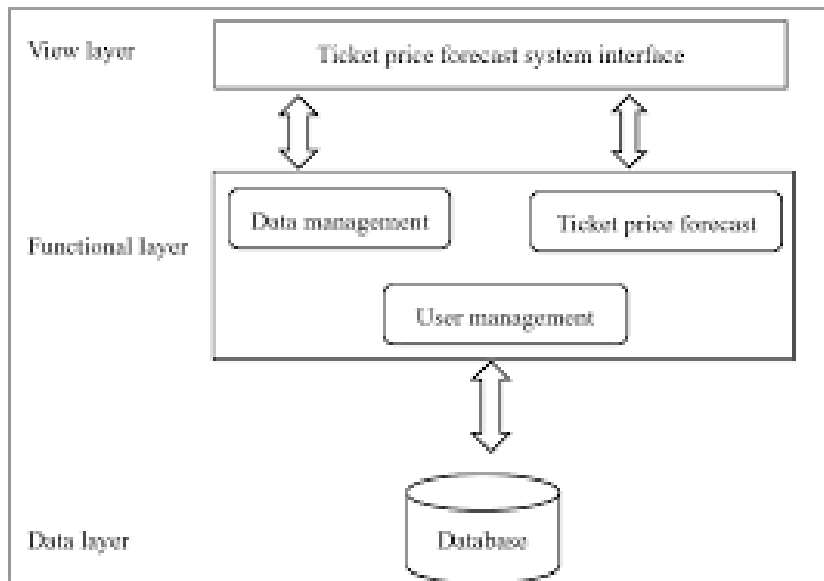 View layer
Ticket price forecast system interface
Data management
Ticket price forecast
Functional layer
User management
Data layer
Database